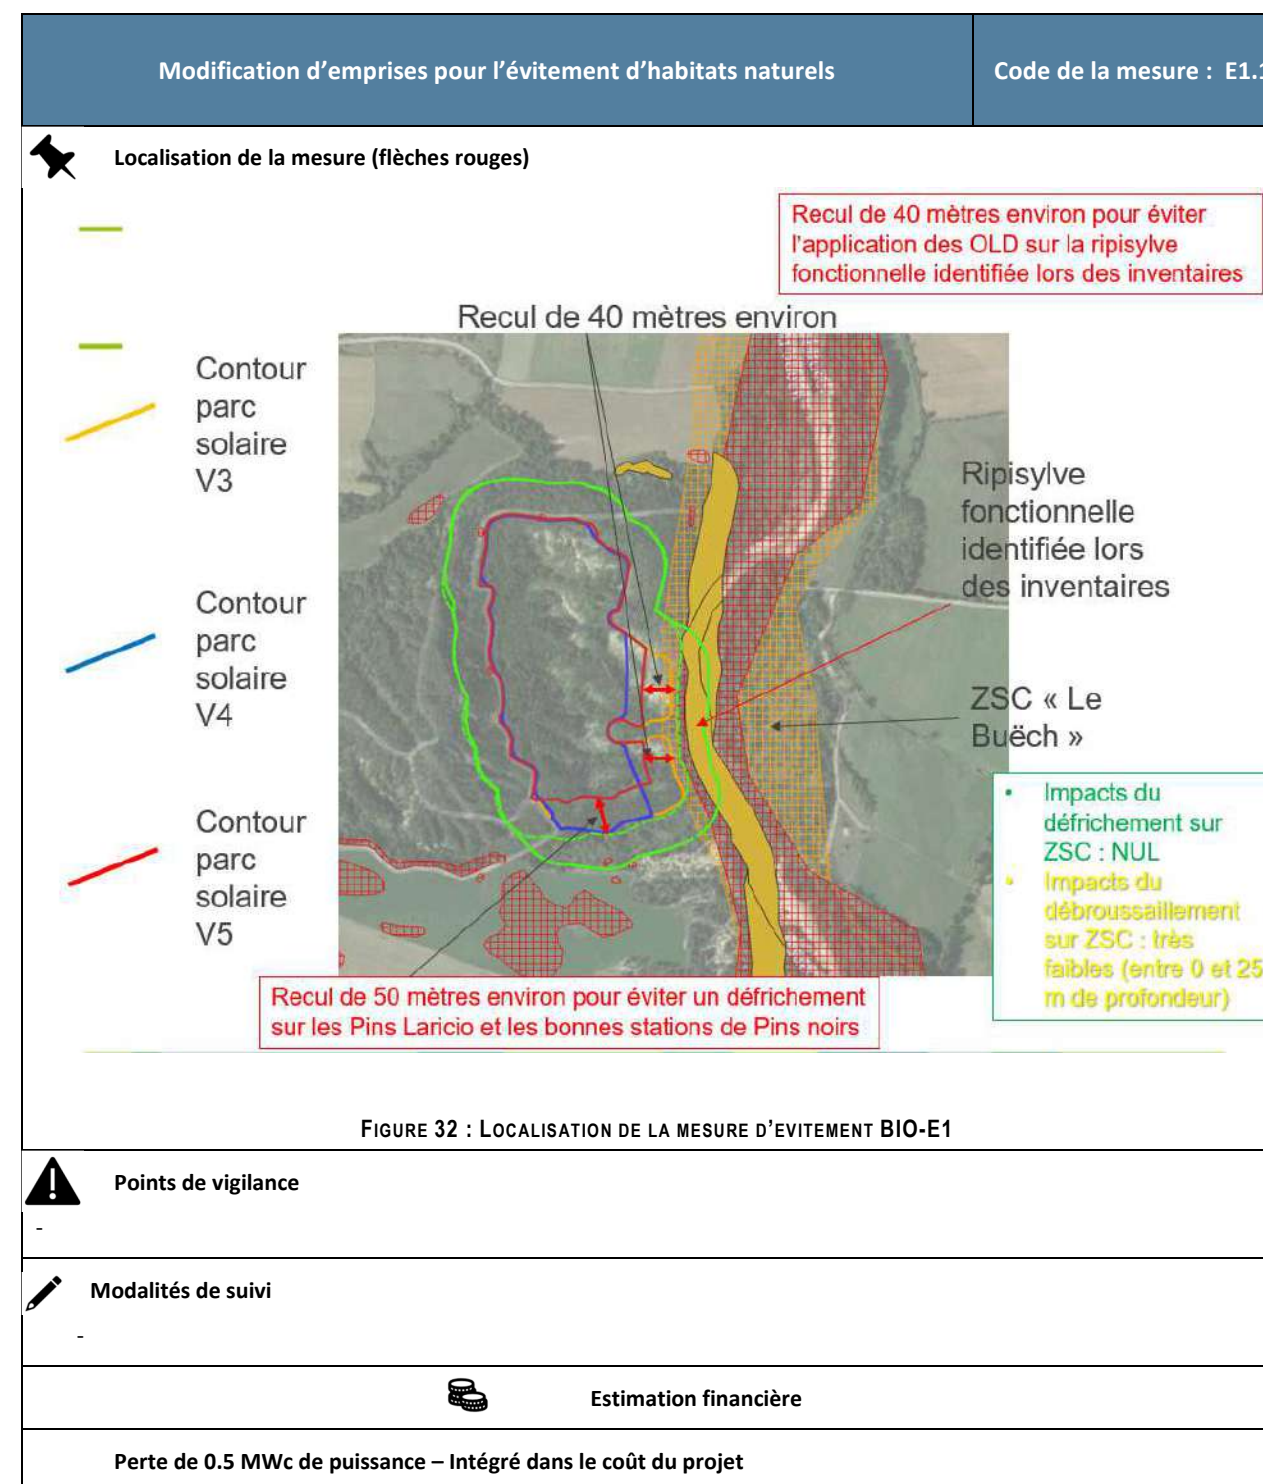 Modification d’emprises pour l’évitement d’habitats naturels
Code de la mesure : E1.1
Localisation de la mesure (flèches rouges)
Recul de 40 mètres environ pour éviter
l'application des OLD sur la ripisylve
fonctionnelle identifiée lors des inventaires
Recul de 40 mètres environ
Contour
parc
solaire
V3
Ripisylve
fonctionnelle
identifiée lors
des inventaires
Contour
parc
solaire
V4
ZSC « Le
Buëch »
Contour
parc
solaire
V5
• Impacts du
défrichement sur
ZSC : NUL
• Impacts du
débroussaillement
sur ZSC : très
faibles (entre 0 et 25
m de profondeur)
Recul de 50 mètres environ pour éviter un défrichement
sur les Pins Laricio et les bonnes stations de Pins noirs
FIGURE 32 : LOCALISATION DE LA MESURE D’EVITEMENT BIO-E1
Points de vigilance
-
Modalités de suivi
-
Estimation financière
Perte de 0.5 MWc de puissance – Intégré dans le coût du projet